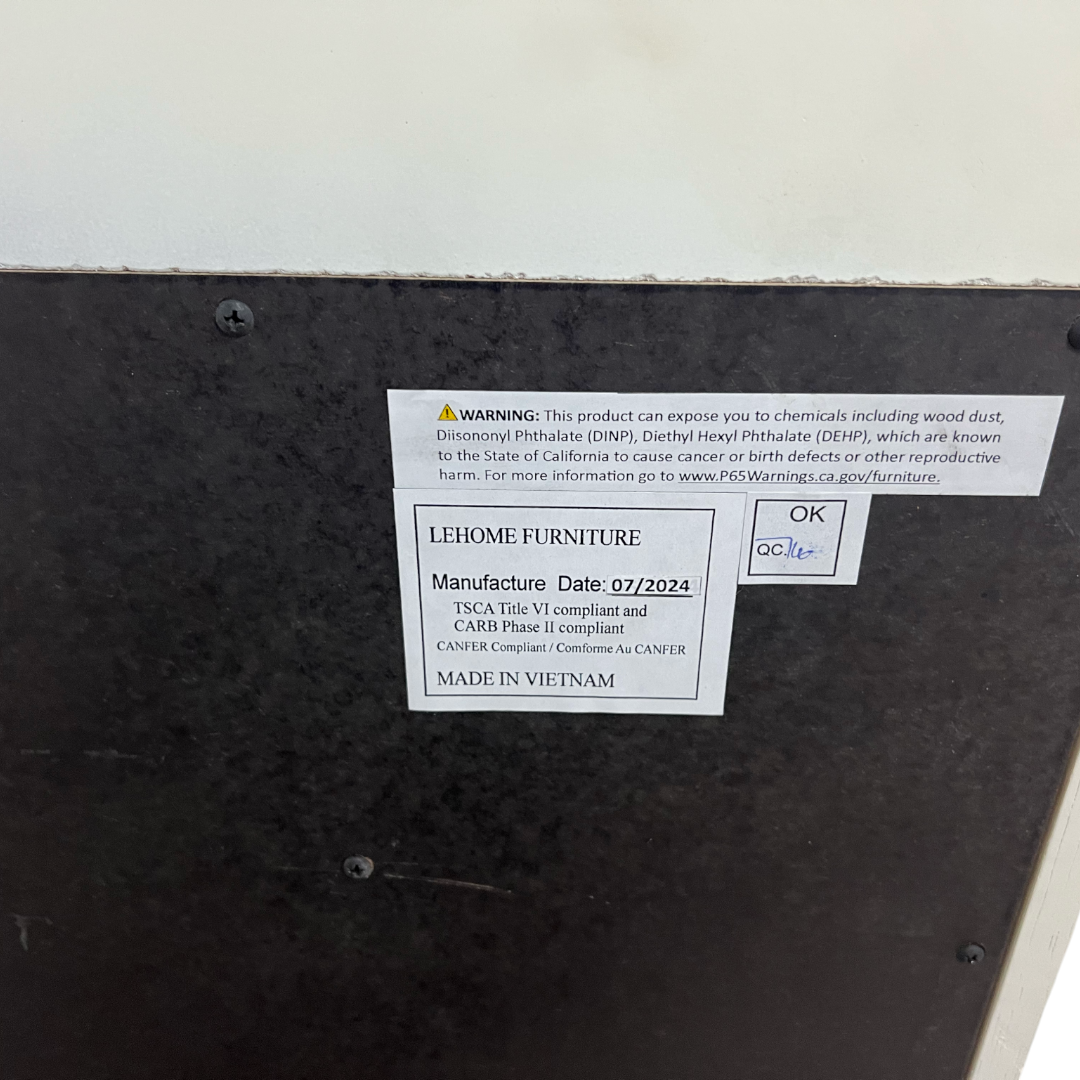 WARNING: This product can expose you to chemicals including wood dust,
Diisononyl Phthalate (DINP), Diethyl Hexyl Phthalate (DEHP), which are known
to the State of California to cause cancer or birth defects or other reproductive
harm. For more information go to www.P65Warnings.ca.gov/furniture.
LEHOME FURNITURE
Manufacture Date: 07/2024
TSCA Title VI compliant and
CARB Phase II compliant
CANFER Compliant / Comforme Au CANFER
MADE IN VIETNAM
OK
QC.